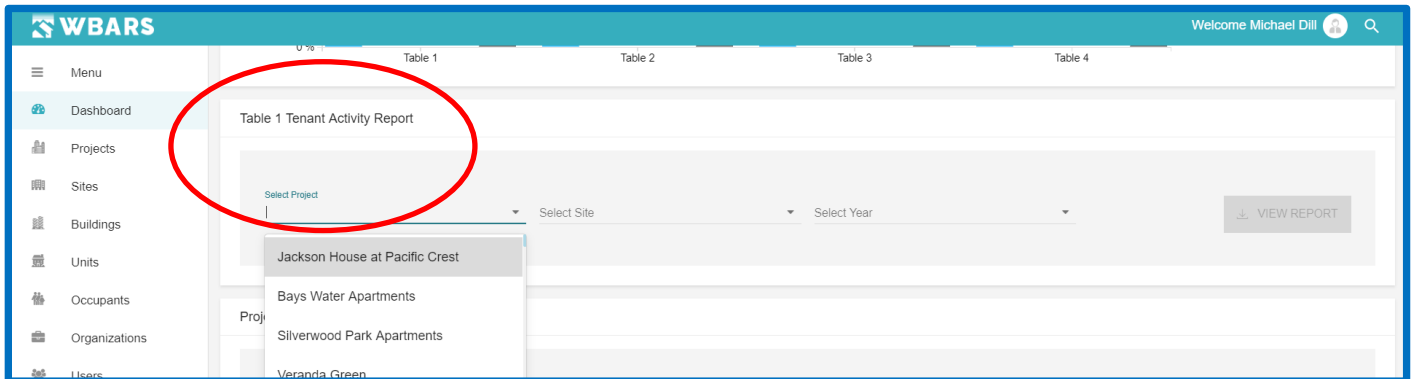 WBARS
Welcome Michael Dill
0 %
Table 1 Table 2 Table 3 Table 4
Menu
Dashboard
Projects
Sites
Buildings
Units
Occupants
Organizations
Users
Table 1 Tenant Activity Report
Select Project
Select Site Select Year VIEW REPORT
Jackson House at Pacific Crest
Bays Water Apartments
Silverwood Park Apartments
Veranda Green